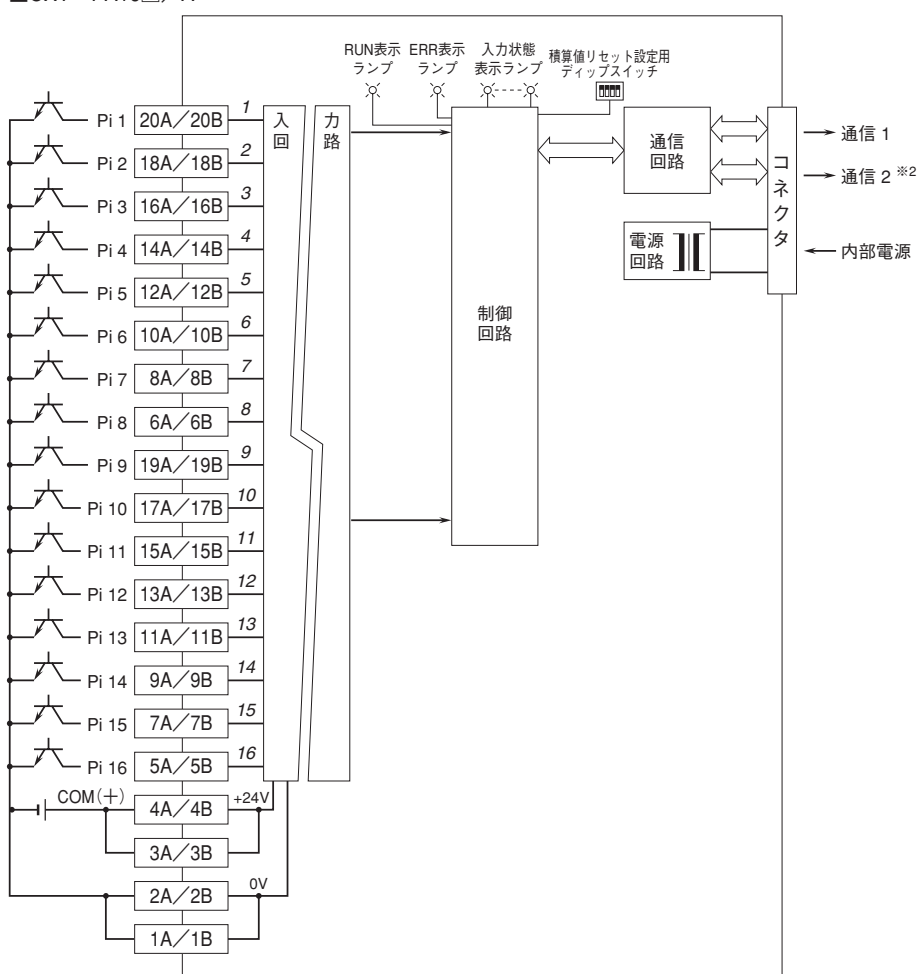 RUN表示
ランプ
ERR表示
ランプ
入力状態
表示ランプ
積算値リセット設定用
ディップスイッチ
Pi 1 20A/20B 1
Pi 2 18A/18B 2
Pi 3 16A/16B 3
Pi 4 14A/14B 4
Pi 5 12A/12B 5
Pi 6 10A/10B 6
Pi 7 8A/8B 7
Pi 8 6A/6B 8
Pi 9 19A/19B 9
Pi 10 17A/17B 10
Pi 11 15A/15B 11
Pi 12 13A/13B 12
Pi 13 11A/11B 13
Pi 14 9A/9B 14
Pi 15 7A/7B 15
Pi 16 5A/5B 16
COM(+) 4A/4B +24V
3A/3B
2A/2B 0V
1A/1B
入力
回路
制御
回路
通信
回路
電源
回路
コネクタ
通信 1
通信 2 ※2
内部電源